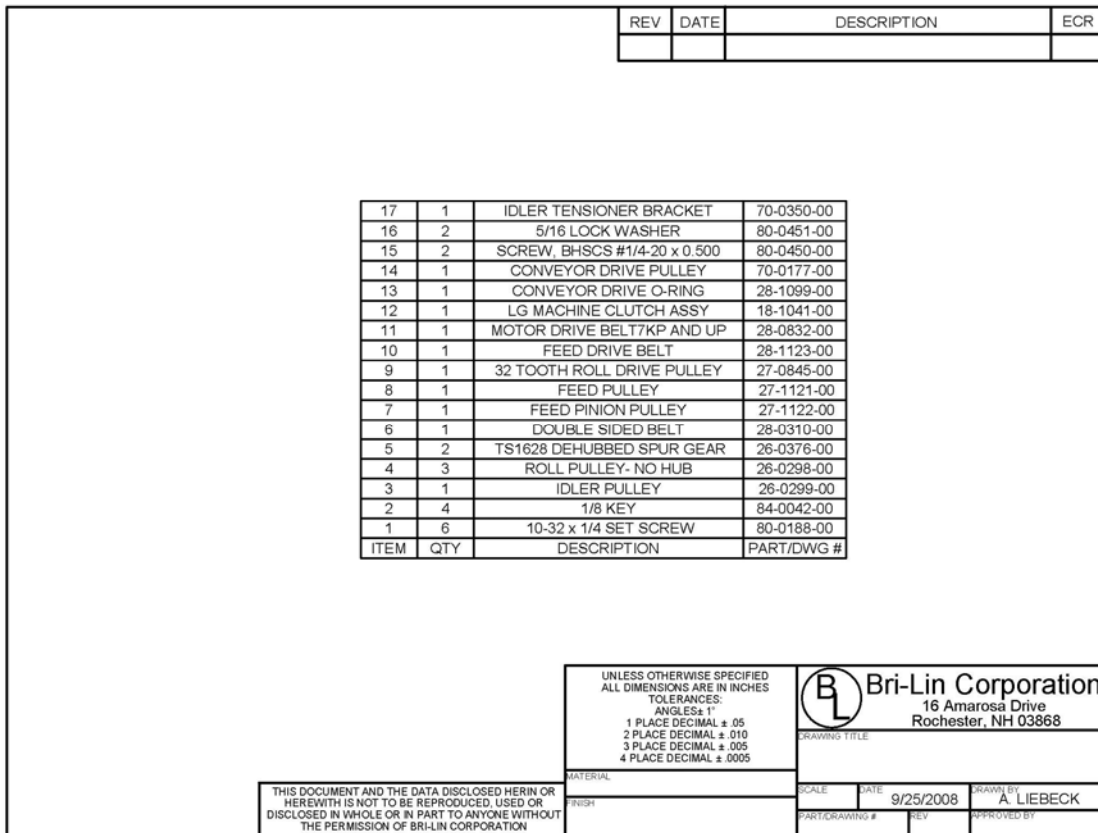 REV DATE DESCRIPTION ECR
17 1 IDLER TENSIONER BRACKET 70-0350-00
16 2 5/16 LOCK WASHER 80-0451-00
15 2 SCREW, BHSCS #1/4-20 x 0.500 80-0450-00
14 1 CONVEYOR DRIVE PULLEY 70-0177-00
13 1 CONVEYOR DRIVE O-RING 28-1099-00
12 1 LG MACHINE CLUTCH ASSY 18-1041-00
11 1 MOTOR DRIVE BELT7KP AND UP 28-0832-00
10 1 FEED DRIVE BELT 28-1123-00
9 1 32 TOOTH ROLL DRIVE PULLEY 27-0845-00
8 1 FEED PULLEY 27-1121-00
7 1 FEED PINION PULLEY 27-1122-00
6 1 DOUBLE SIDED BELT 28-0310-00
5 2 TS1628 DEHUBBED SPUR GEAR 26-0376-00
4 3 ROLL PULLEY- NO HUB 26-0298-00
3 1 IDLER PULLEY 26-0299-00
2 4 1/8 KEY 84-0042-00
1 6 10-32 x 1/4 SET SCREW 80-0188-00
ITEM QTY DESCRIPTION PART/DWG #
UNLESS OTHERWISE SPECIFIED
ALL DIMENSIONS ARE IN INCHES
TOLERANCES:
ANGLES± 1°
1 PLACE DECIMAL ± .05
2 PLACE DECIMAL ± .010
3 PLACE DECIMAL ± .005
4 PLACE DECIMAL ± .0005
MATERIAL
FINISH
BL Bri-Lin Corporation
16 Amarosa Drive
Rochester, NH 03868
DRAWING TITLE
SCALE DATE 9/25/2008 DRAWN BY A. LIEBECK
PART/DRAWING # REV APPROVED BY
THIS DOCUMENT AND THE DATA DISCLOSED HERIN OR
HEREWITH IS NOT TO BE REPRODUCED, USED OR
DISCLOSED IN WHOLE OR IN PART TO ANYONE WITHOUT
THE PERMISSION OF BRI-LIN CORPORATION